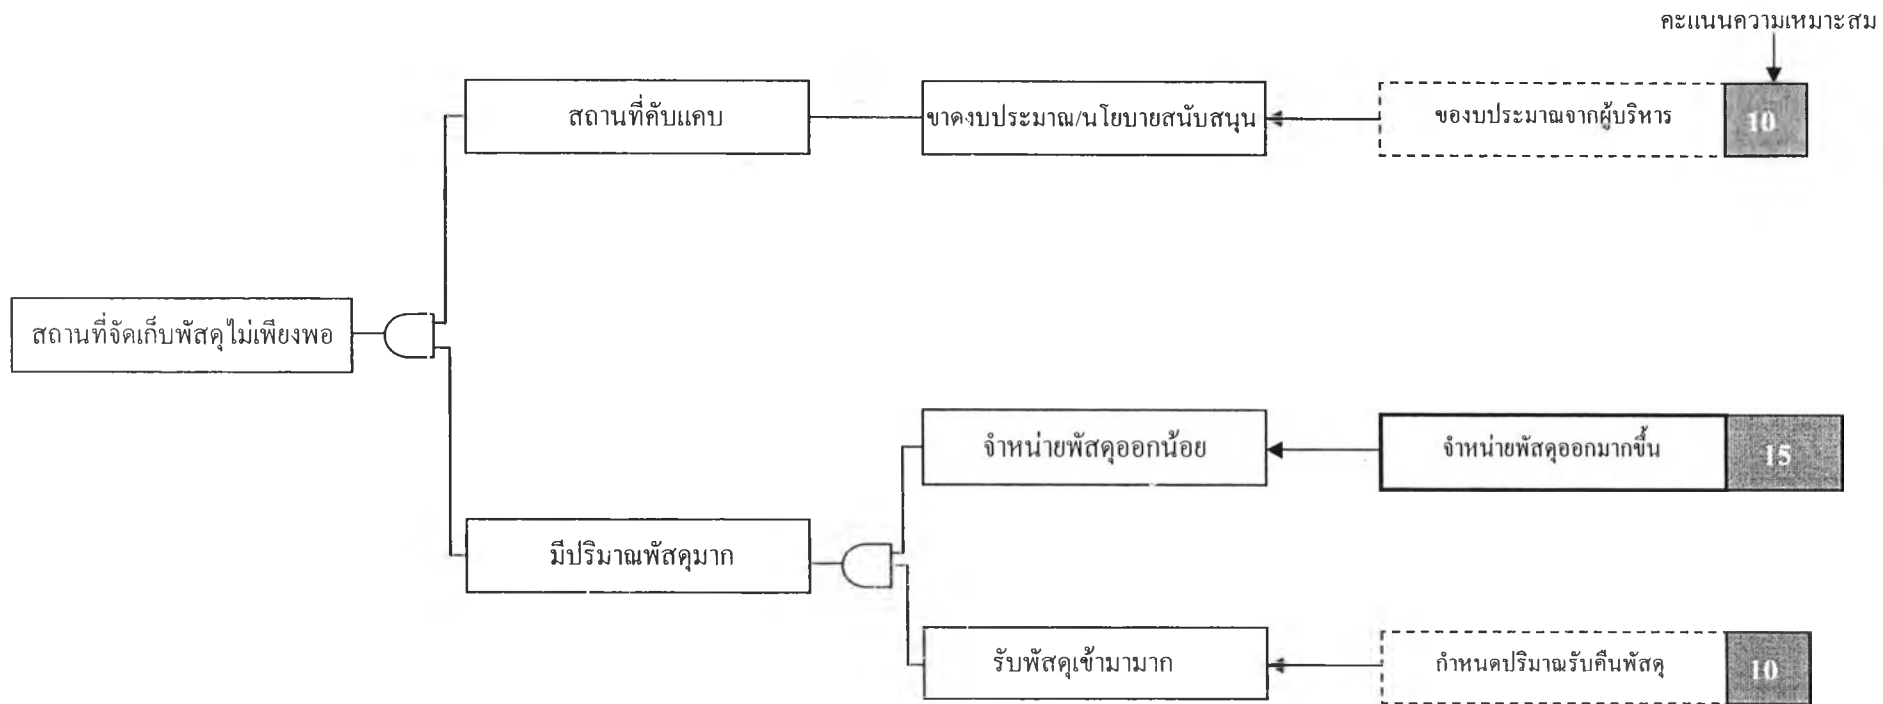 คะแนนความเหมาะสม
สถานที่คับแคบ
ขาดงบประมาณ/นโยบายสนับสนุน
ของบประมาณจากผู้บริหาร
10
สถานที่จัดเก็บพัสดุไม่เพียงพอ
จำหน่ายพัสดุออกน้อย
จำหน่ายพัสดุออกมากขึ้น
15
มีปริมาณพัสดุมาก
รับพัสดุเข้ามามาก
กำหนดปริมาณรับคืนพัสดุ
10